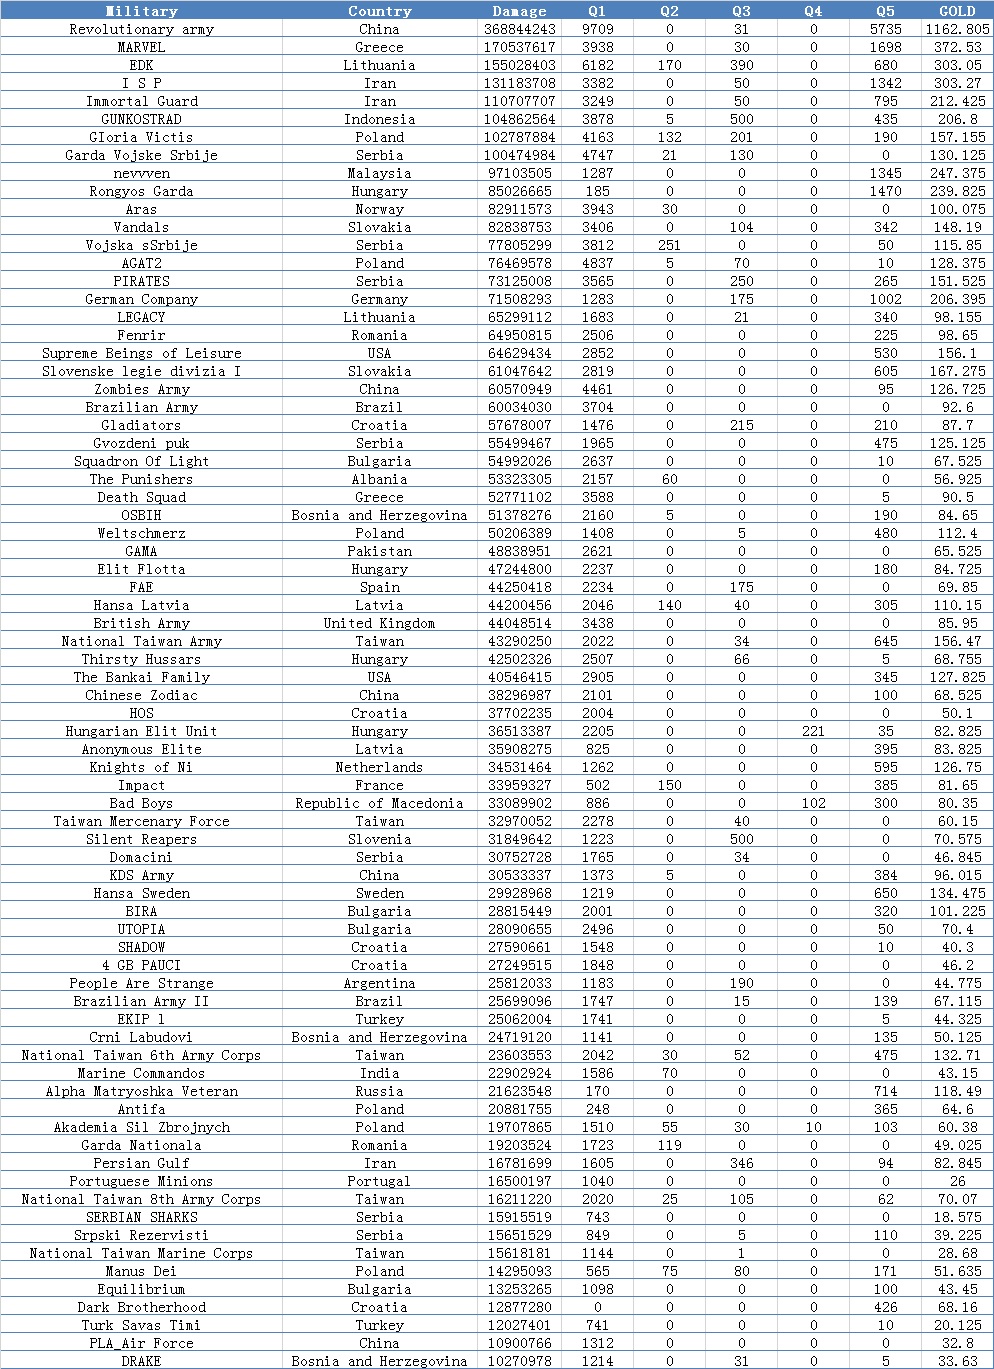 Military Country Damage Q1 Q2 Q3 Q4 Q5 GOLD
Revolutionary army China 368844243 9709 0 31 0 5735 1162.805
MARVEL Greece 170537617 3938 0 30 0 1698 372.53
EDK Lithuania 155028403 6182 170 390 0 680 303.05
I S P Iran 131183708 3382 0 50 0 1342 303.27
Immortal Guard Iran 110707707 3249 0 50 0 795 212.425
GUNKOSTRAD Indonesia 104862564 3878 5 500 0 435 206.8
GIoria Victis Poland 102787884 4163 132 201 0 190 157.155
Garda Vojske Srbije Serbia 100474984 4747 21 130 0 0 130.125
nevvven Malaysia 97103505 1287 0 0 0 1345 247.375
Rongyos Garda Hungary 85026665 185 0 0 0 1470 239.825
Aras Norway 82911573 3943 30 0 0 0 100.075
Vandals Slovakia 82838753 3406 0 104 0 342 148.19
Vojska sSrbije Serbia 77805299 3812 251 0 0 50 115.85
AGAT2 Poland 76469578 4837 5 70 0 10 128.375
PIRATES Serbia 73125008 3565 0 250 0 265 151.525
German Company Germany 71508293 1283 0 175 0 1002 206.395
LEGACY Lithuania 65299112 1683 0 21 0 340 98.155
Fenrir Romania 64950815 2506 0 0 0 225 98.65
Supreme Beings of Leisure USA 64629434 2852 0 0 0 530 156.1
Slovenske legie divizia I Slovakia 61047642 2819 0 0 0 605 167.275
Zombies Army China 60570949 4461 0 0 0 95 126.725
Brazilian Army Brazil 60034030 3704 0 0 0 0 92.6
Gladiators Croatia 57678007 1476 0 215 0 210 87.7
Gvozdeni puk Serbia 55499467 1965 0 0 0 475 125.125
Squadron Of Light Bulgaria 54992026 2637 0 0 0 10 67.525
The Punishers Albania 53323305 2157 60 0 0 0 56.925
Death Squad Greece 52771102 3588 0 0 0 5 90.5
OSBIH Bosnia and Herzegovina 51378276 2160 5 0 0 190 84.65
Weltschmerz Poland 50206389 1408 0 5 0 480 112.4
GAMA Pakistan 48838951 2621 0 0 0 0 65.525
Elit Flotta Hungary 47244800 2237 0 0 0 180 84.725
FAE Spain 44250418 2234 0 175 0 0 69.85
Hansa Latvia Latvia 44200456 2046 140 40 0 305 110.15
British Army United Kingdom 44048514 3438 0 0 0 0 85.95
National Taiwan Army Taiwan 43290250 2022 0 34 0 645 156.47
Thirsty Hussars Hungary 42502326 2507 0 66 0 5 68.755
The Bankai Family USA 40546415 2905 0 0 0 345 127.825
Chinese Zodiac China 38296987 2101 0 0 0 100 68.525
HOS Croatia 37702235 2004 0 0 0 0 50.1
Hungarian Elit Unit Hungary 36513387 2205 0 0 221 35 82.825
Anonymous Elite Latvia 35908275 825 0 0 0 395 83.825
Knights of Ni Netherlands 34531464 1262 0 0 0 595 126.75
Impact France 33959327 502 150 0 0 385 81.65
Bad Boys Republic of Macedonia 33089902 886 0 0 102 300 80.35
Taiwan Mercenary Force Taiwan 32970052 2278 0 40 0 0 60.15
Silent Reapers Slovenia 31849642 1223 0 500 0 0 70.575
Domacini Serbia 30752728 1765 0 34 0 0 46.845
KDS Army China 30533337 1373 5 0 0 384 96.015
Hansa Sweden Sweden 29928968 1219 0 0 0 650 134.475
BIRA Bulgaria 28815449 2001 0 0 0 320 101.225
UTOPIA Bulgaria 28090655 2496 0 0 0 50 70.4
SHADOW Croatia 27590661 1548 0 0 0 10 40.3
4 GB PAUCI Croatia 27249515 1848 0 0 0 0 46.2
People Are Strange Argentina 25812033 1183 0 190 0 0 44.775
Brazilian Army II Brazil 25699096 1747 0 15 0 139 67.115
EKIP 1 Turkey 25062004 1741 0 0 0 5 44.325
Crni Labudovi Bosnia and Herzegovina 24719120 1141 0 0 0 135 50.125
National Taiwan 6th Army Corps Taiwan 23603553 2042 30 52 0 475 132.71
Marine Commandos India 22902924 1586 70 0 0 0 43.15
Alpha Matryoshka Veteran Russia 21623548 170 0 0 0 714 118.49
Antifa Poland 20881755 248 0 0 0 365 64.6
Akademia Sil Zbrojnych Poland 19707865 1510 55 30 10 103 60.38
Garda Nationala Romania 19203524 1723 119 0 0 0 49.025
Persian Gulf Iran 16781699 1605 0 346 0 94 82.845
Portuguese Minions Portugal 16500197 1040 0 0 0 0 26
National Taiwan 8th Army Corps Taiwan 16211220 2020 25 105 0 62 70.07
SERBIAN SHARKS Serbia 15915519 743 0 0 0 0 18.575
Srpski Rezervisti Serbia 15651529 849 0 5 0 110 39.225
National Taiwan Marine Corps Taiwan 15618181 1144 0 1 0 0 28.68
Manus Dei Poland 14295093 565 75 80 0 171 51.635
Equilibrium Bulgaria 13253265 1098 0 0 0 100 43.45
Dark Brotherhood Croatia 12877280 0 0 0 0 426 68.16
Turk Savas Timi Turkey 12027401 741 0 0 0 10 20.125
PLA_Air Force China 10900766 1312 0 0 0 0 32.8
DRAKE Bosnia and Herzegovina 10270978 1214 0 31 0 5 33.63